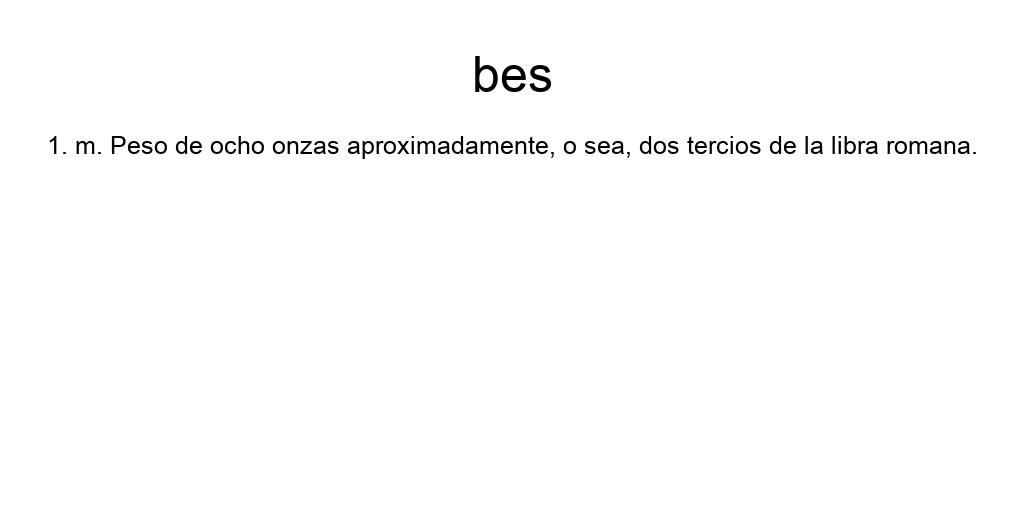 bes
1. m. Peso de ocho onzas aproximadamente, o sea, dos tercios de la libra romana.